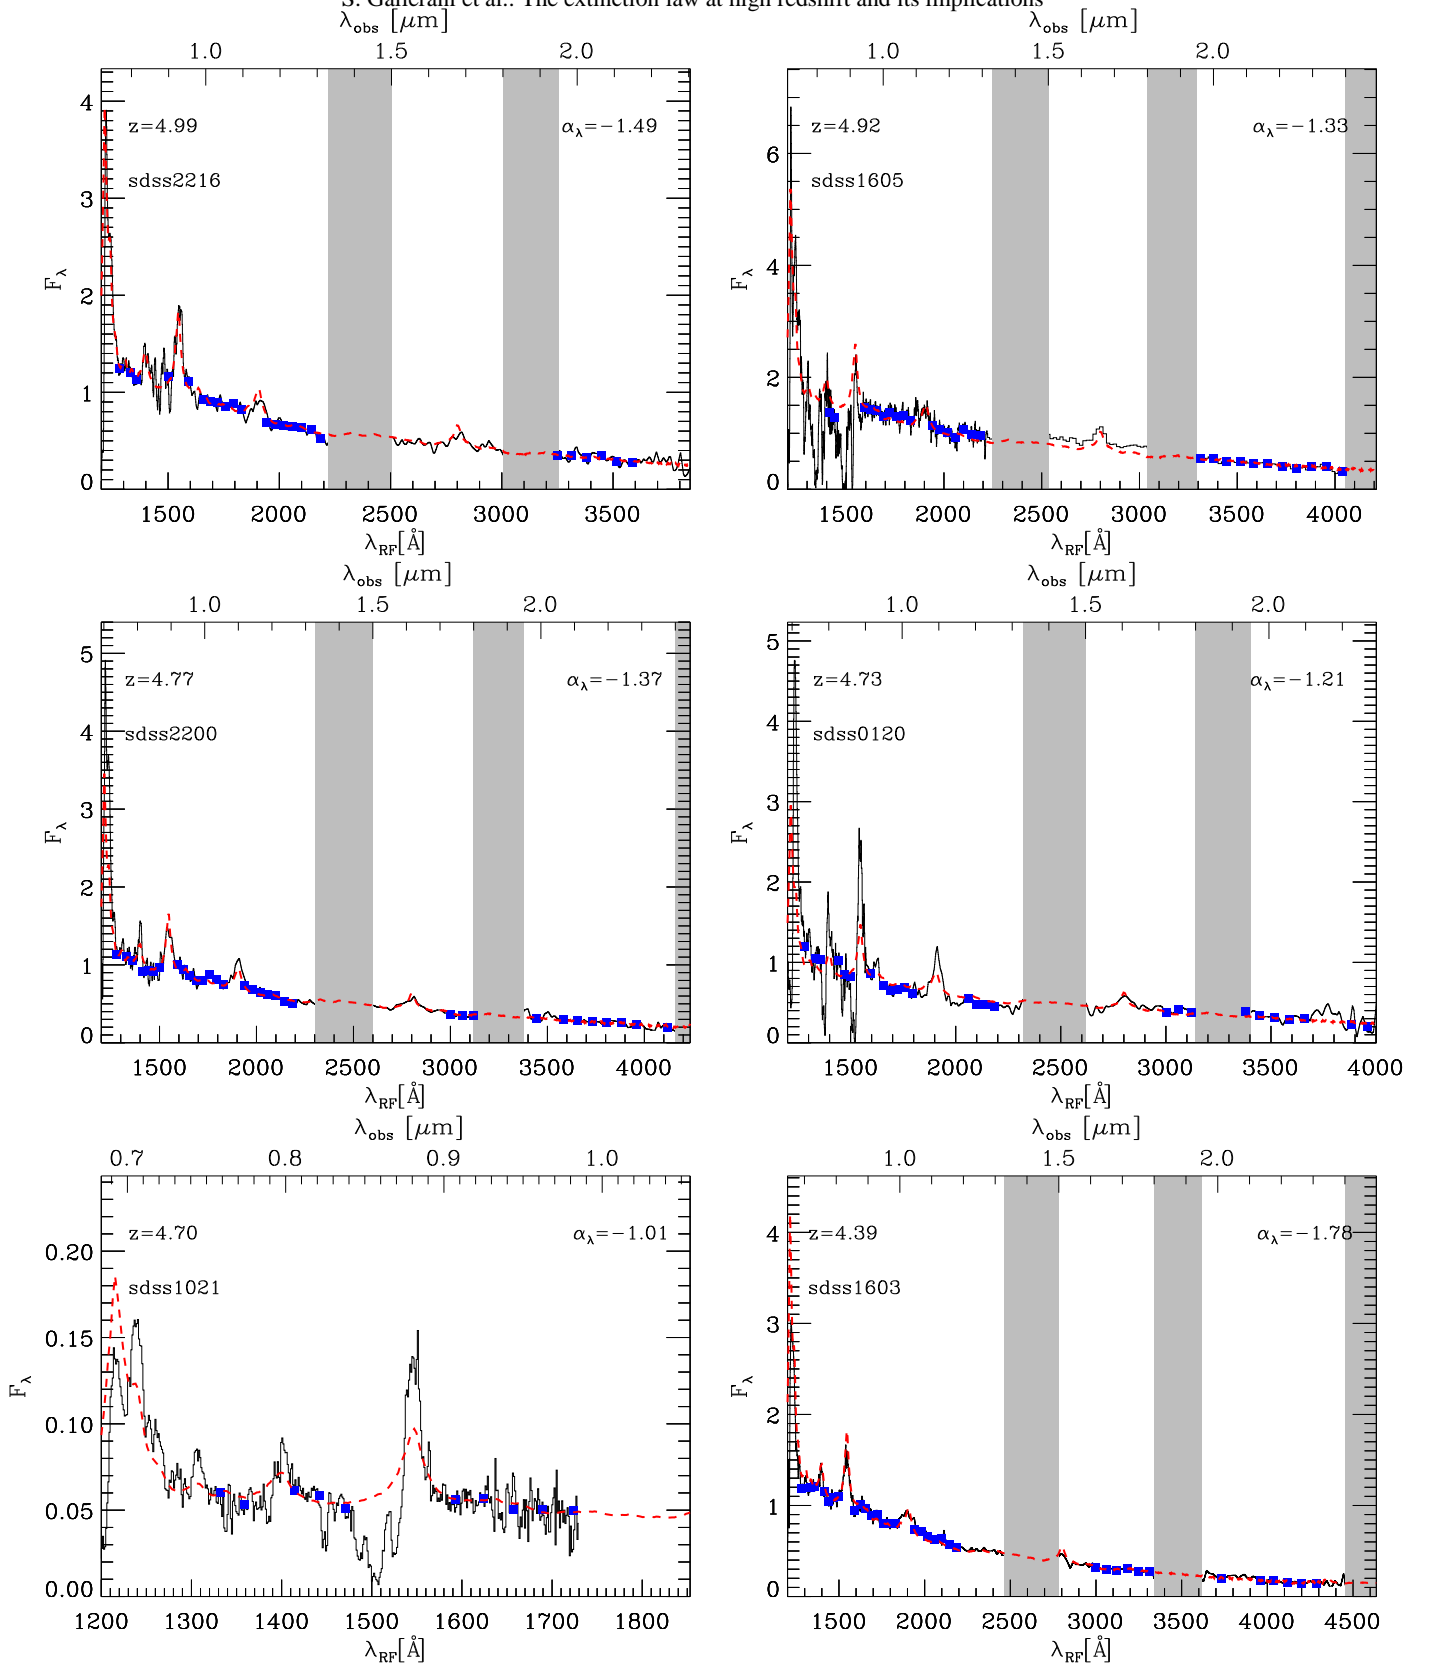 S. Gallerani et al.: The extinction law at high redshift and its implications
λobs [μm]
1.0 1.5 2.0
z=4.99
αλ=−1.49
sdss2216
Fλ
4
3
2
1
0
1500 2000 2500 3000 3500
λRF[Å]
λobs [μm]
1.0 1.5 2.0
z=4.92
αλ=−1.33
sdss1605
Fλ
6
4
2
0
1500 2000 2500 3000 3500 4000
λRF[Å]
λobs [μm]
1.0 1.5 2.0
z=4.77
αλ=−1.37
sdss2200
Fλ
5
4
3
2
1
0
1500 2000 2500 3000 3500 4000
λRF[Å]
λobs [μm]
1.0 1.5 2.0
z=4.73
αλ=−1.21
sdss0120
Fλ
5
4
3
2
1
0
1500 2000 2500 3000 3500 4000
λRF[Å]
λobs [μm]
0.7 0.8 0.9 1.0
z=4.70
αλ=−1.01
sdss1021
Fλ
0.20
0.15
0.10
0.05
0.00
1200 1300 1400 1500 1600 1700 1800
λRF[Å]
λobs [μm]
1.0 1.5 2.0
z=4.39
αλ=−1.78
sdss1603
Fλ
4
3
2
1
0
1500 2000 2500 3000 3500 4000 4500
λRF[Å]